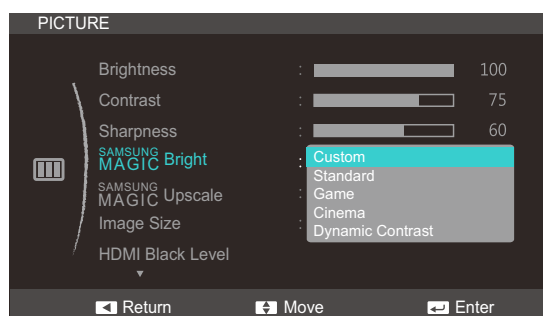 PICTURE
Brightness : 100
Contrast : 75
Sharpness : 60
SAMSUNG MAGIC Bright :
Custom
Standard
SAMSUNG MAGIC Upscale :
Game
Cinema
Image Size :
Dynamic Contrast
HDMI Black Level
Return Move Enter